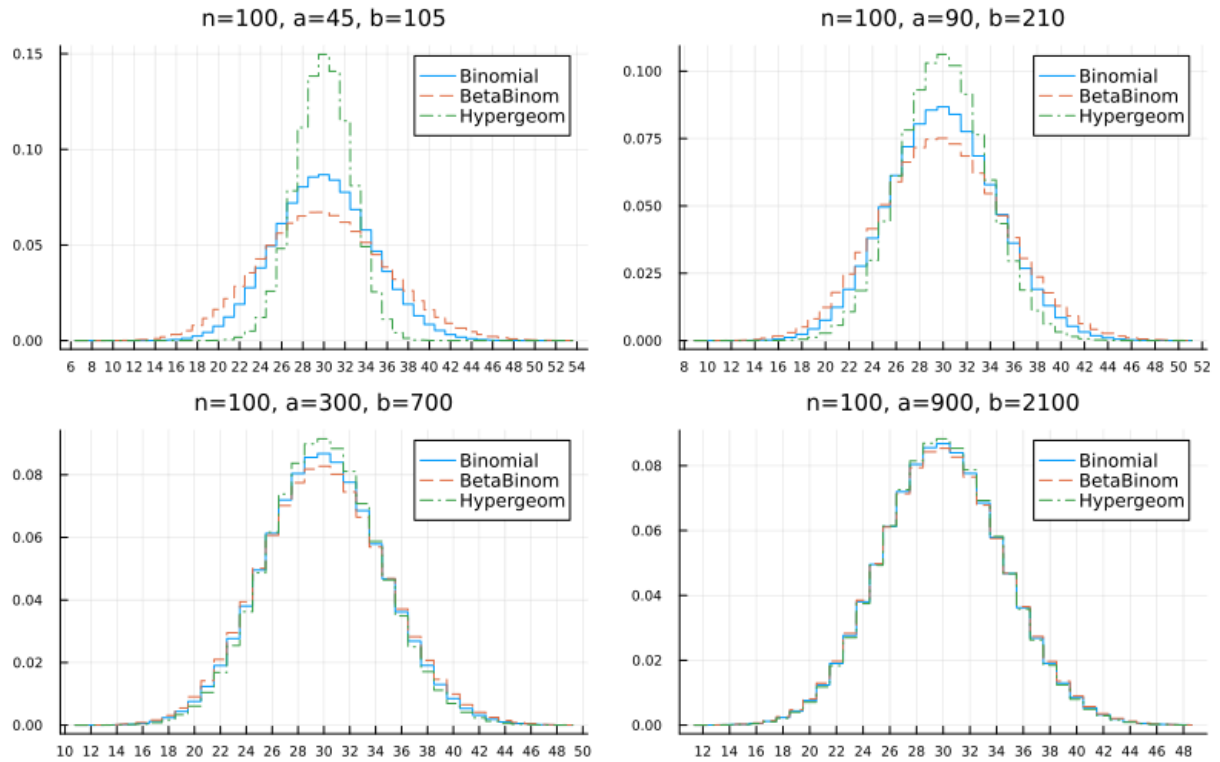 n=100, a=45, b=105
0.15
0.10
0.05
0.00
Binomial
BetaBinom
Hypergeom
6 8 10 12 14 16 18 20 22 24 26 28 30 32 34 36 38 40 42 44 46 48 50 52 54
n=100, a=90, b=210
0.100
0.075
0.050
0.025
0.000
Binomial
BetaBinom
Hypergeom
8 10 12 14 16 18 20 22 24 26 28 30 32 34 36 38 40 42 44 46 48 50 52
n=100, a=300, b=700
0.08
0.06
0.04
0.02
0.00
Binomial
BetaBinom
Hypergeom
10 12 14 16 18 20 22 24 26 28 30 32 34 36 38 40 42 44 46 48 50
n=100, a=900, b=2100
0.08
0.06
0.04
0.02
0.00
Binomial
BetaBinom
Hypergeom
12 14 16 18 20 22 24 26 28 30 32 34 36 38 40 42 44 46 48